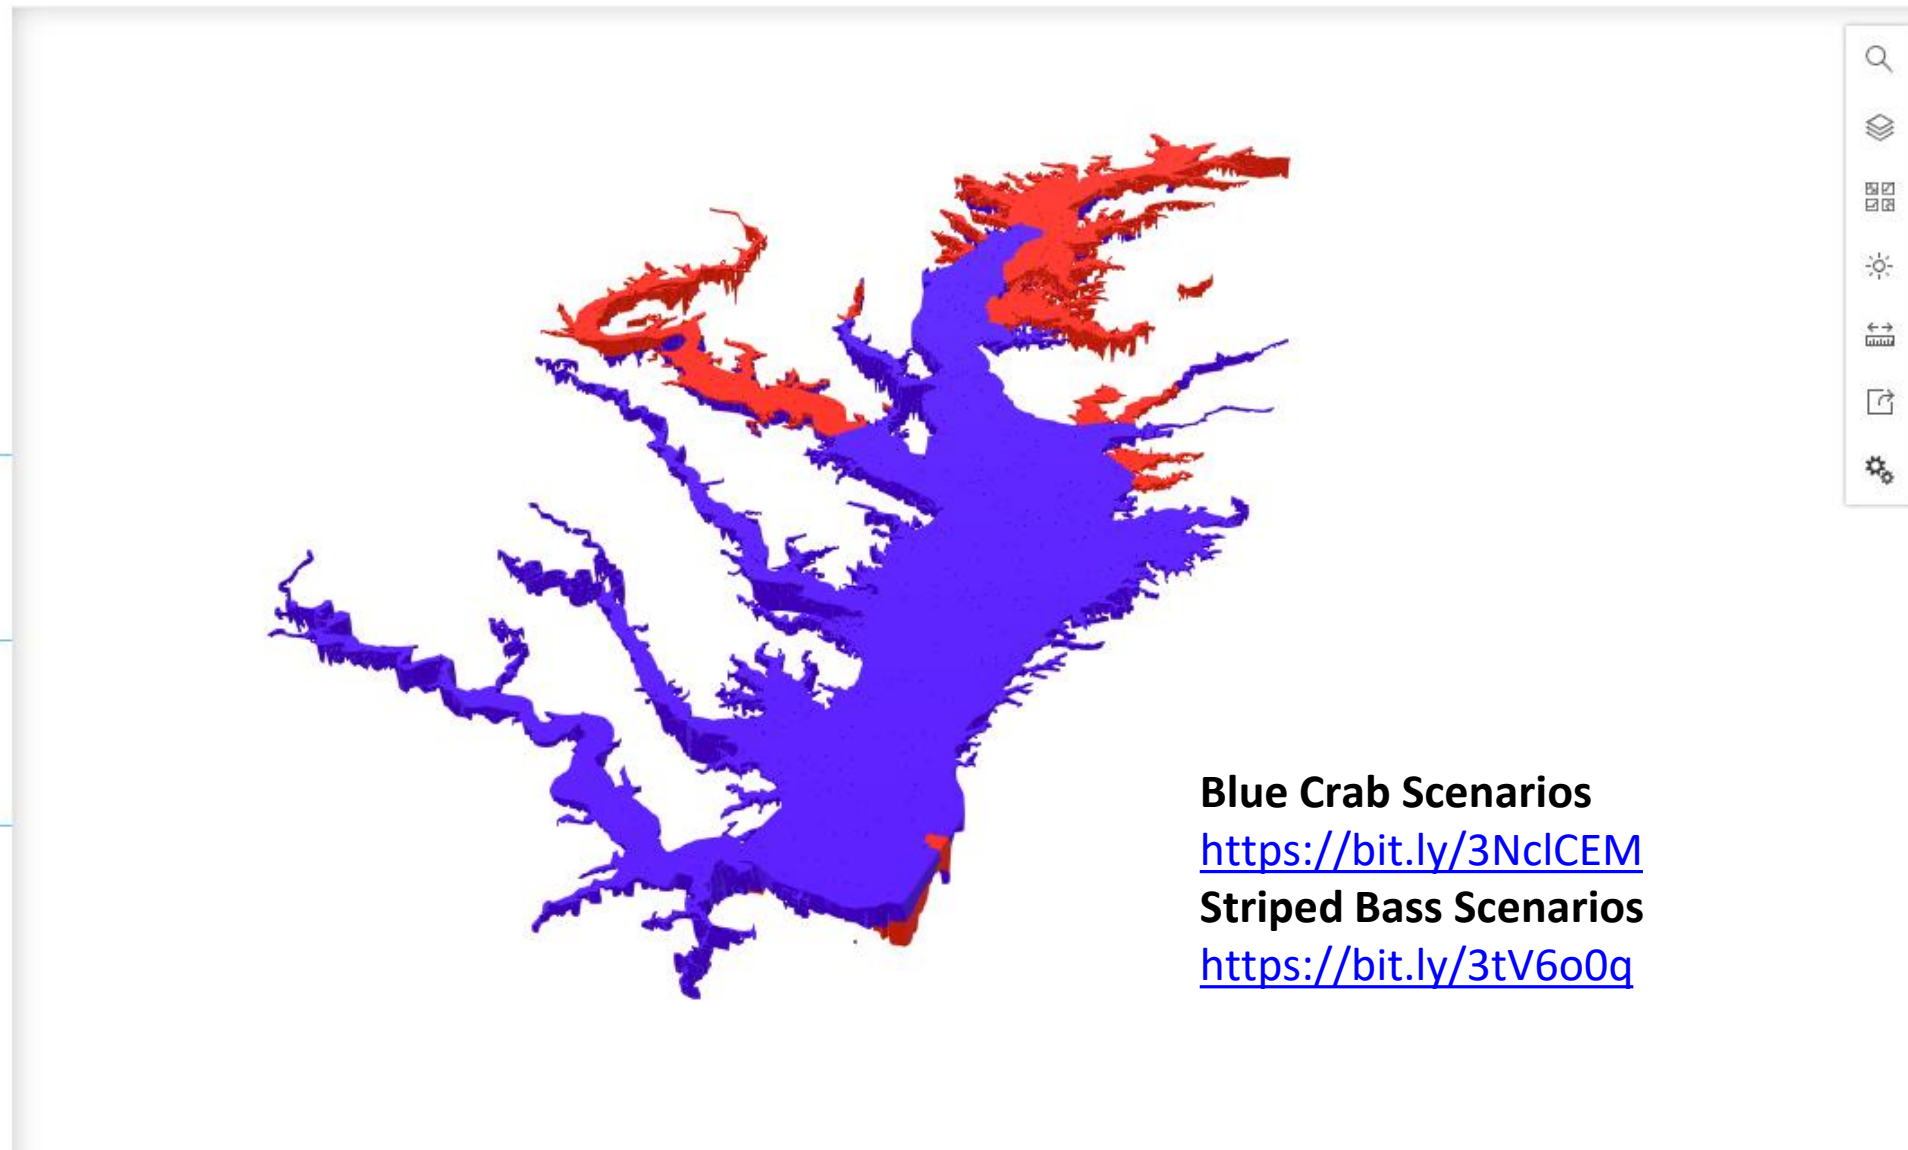 Blue Crab Scenarios
https://bit.ly/3NclCEM
Striped Bass Scenarios
https://bit.ly/3tV6o0q